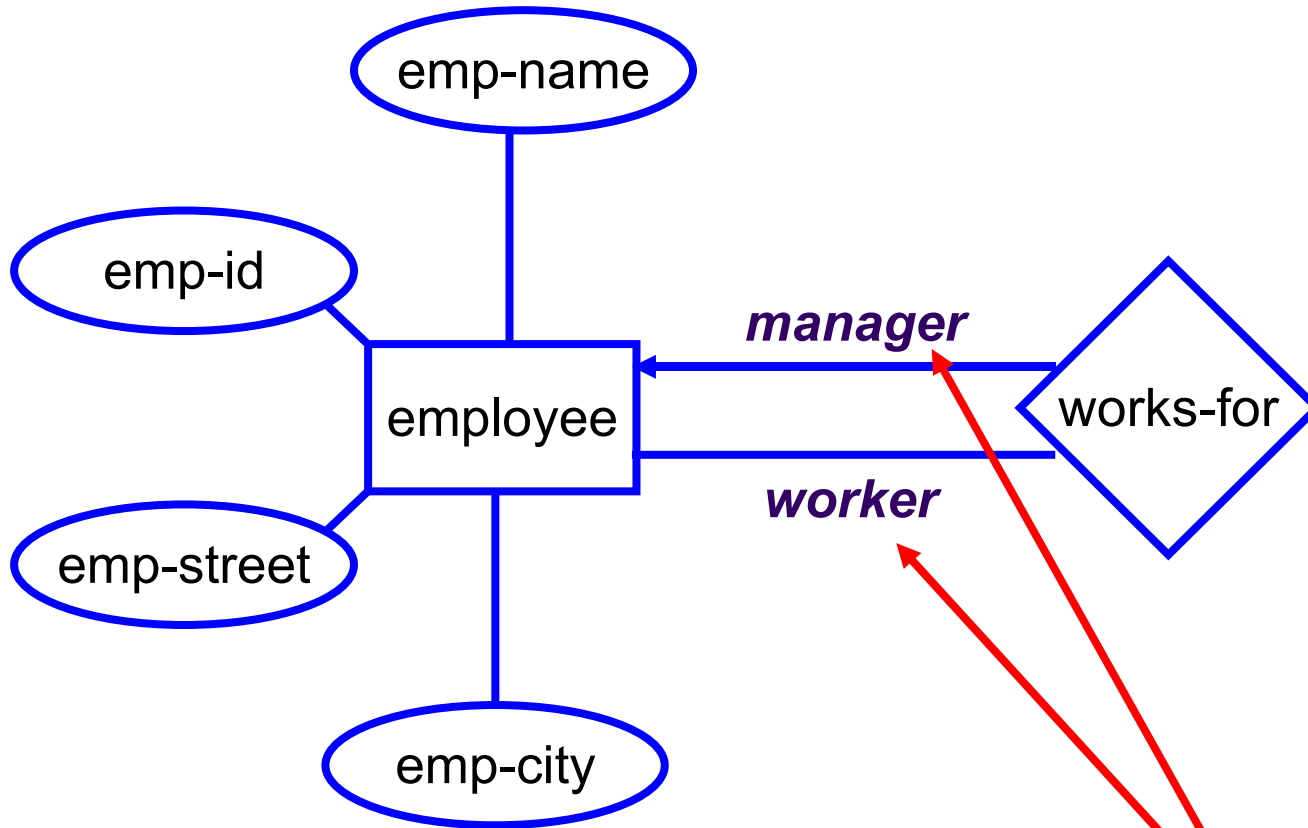 emp-name
emp-id
manager
employee
works-for
worker
emp-street
emp-city